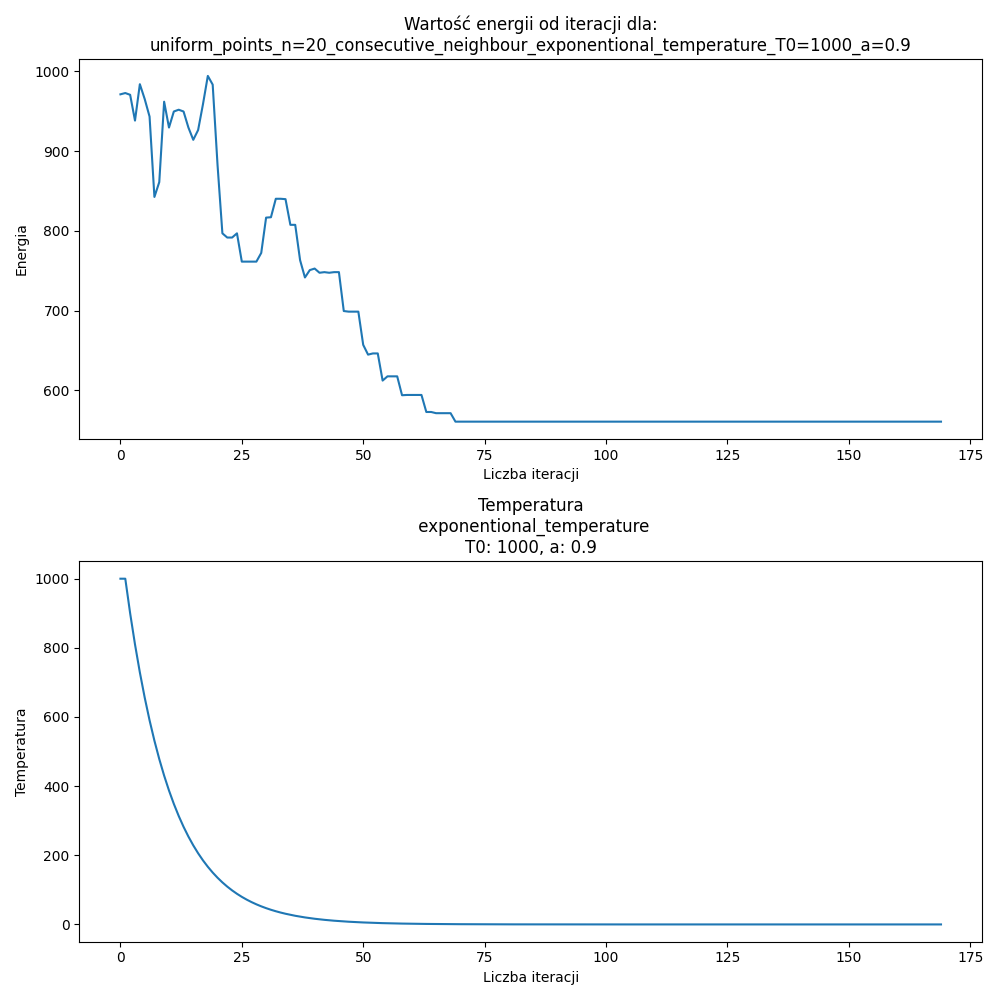 Wartość energii od iteracji dla:
uniform_points_n=20_consecutive_neighbour_exponential_temperature_T0=1000_a=0.9
1000
900
800
700
600
Energia
0 25 50 75 100 125 150 175
Liczba iteracji
Temperatura
exponentional_temperature
T0: 1000, a: 0.9
1000
800
600
400
200
0
Temperatura
0 25 50 75 100 125 150 175
Liczba iteracji